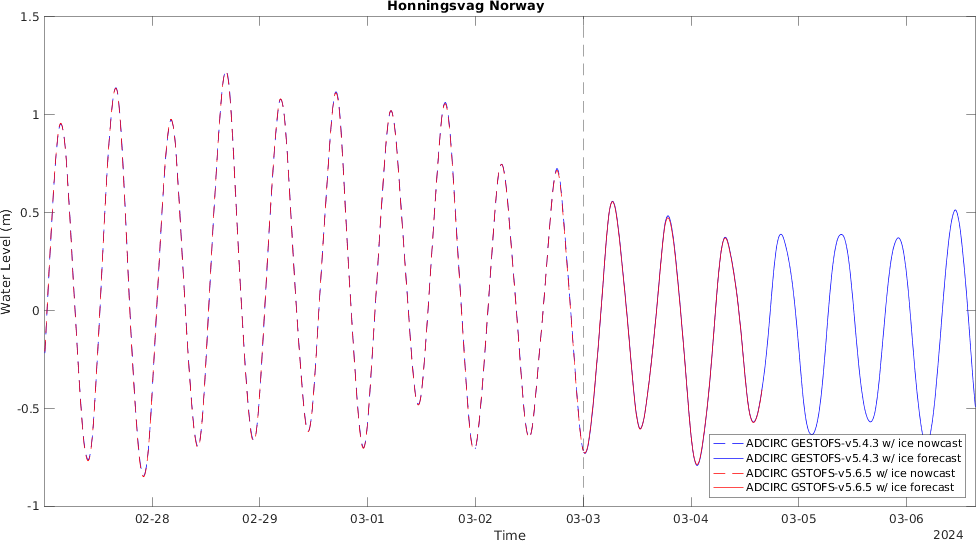 Honningsvag Norway
1.5
1
0.5
0
-0.5
-1
Water Level (m)
ADCIRC GESTOFS-v5.4.3 w/ ice nowcast
ADCIRC GESTOFS-v5.4.3 w/ ice forecast
ADCIRC GSTOFS-v5.6.5 w/ ice nowcast
ADCIRC GSTOFS-v5.6.5 w/ ice forecast
02-28 02-29 03-01 03-02 03-03 03-04 03-05 03-06
Time
2024